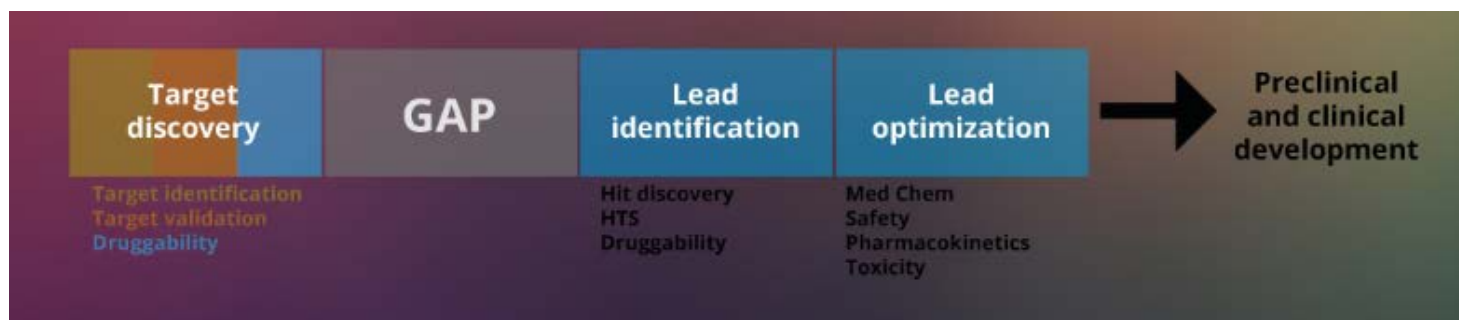 Target
discovery
GAP
Lead
identification
Lead
optimization
Preclinical
and clinical
development
Target identification
Target validation
Druggability
Hit discovery
HTS
Druggability
Med Chem
Safety
Pharmacokinetics
Toxicity